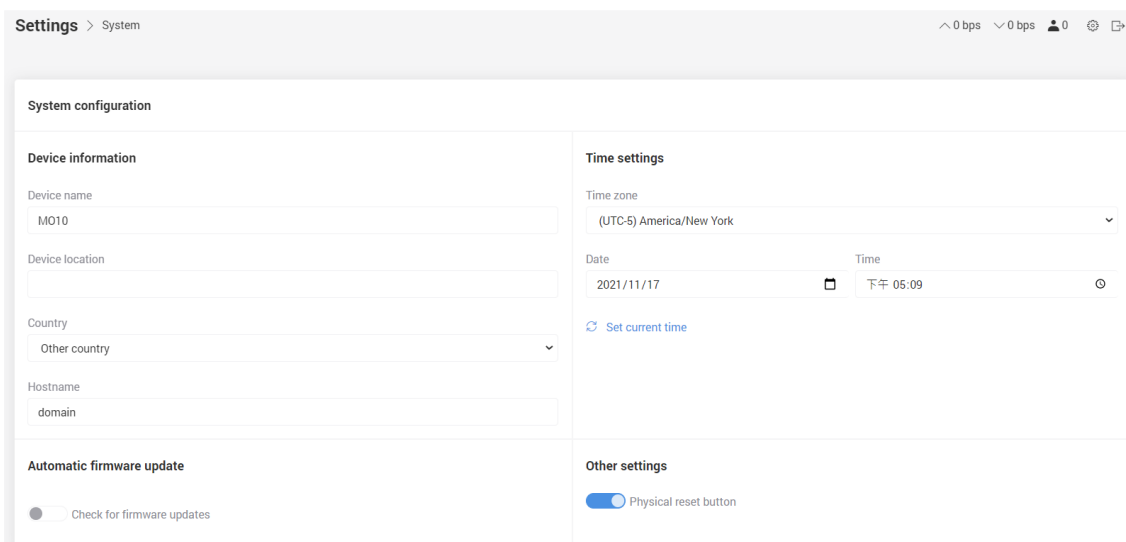 Settings > System
0 bps 0 bps 0
System configuration
Device information
Device name
MO10
Device location
Country
Other country
Hostname
domain
Time settings
Time zone
(UTC-5) America/New York
Date
Time
2021/11/17
下午 05:09
Set current time
Automatic firmware update
Check for firmware updates
Other settings
Physical reset button